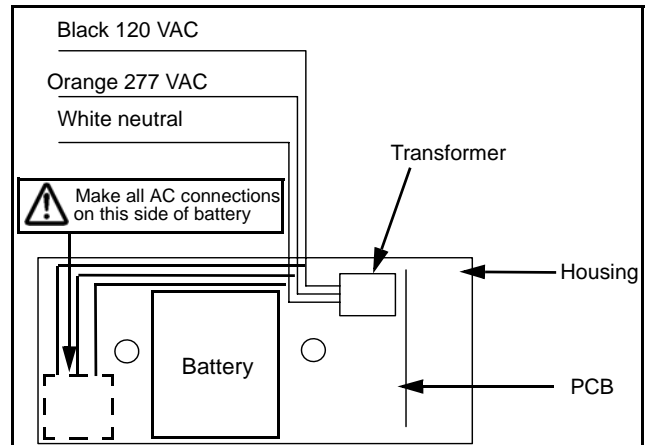 Black 120 VAC
Orange 277 VAC
White neutral
Transformer
Make all AC connections
on this side of battery
Housing
Battery
PCB